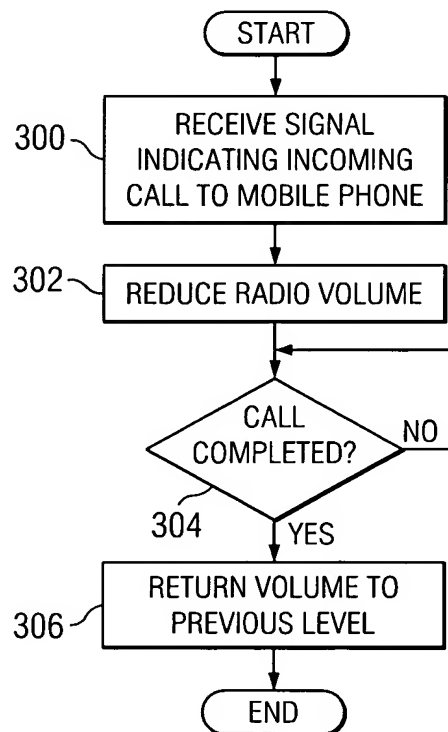 START
300
RECEIVE SIGNAL
INDICATING INCOMING
CALL TO MOBILE PHONE
302
REDUCE RADIO VOLUME
CALL
COMPLETED?
NO
304
YES
306
RETURN VOLUME TO
PREVIOUS LEVEL
END